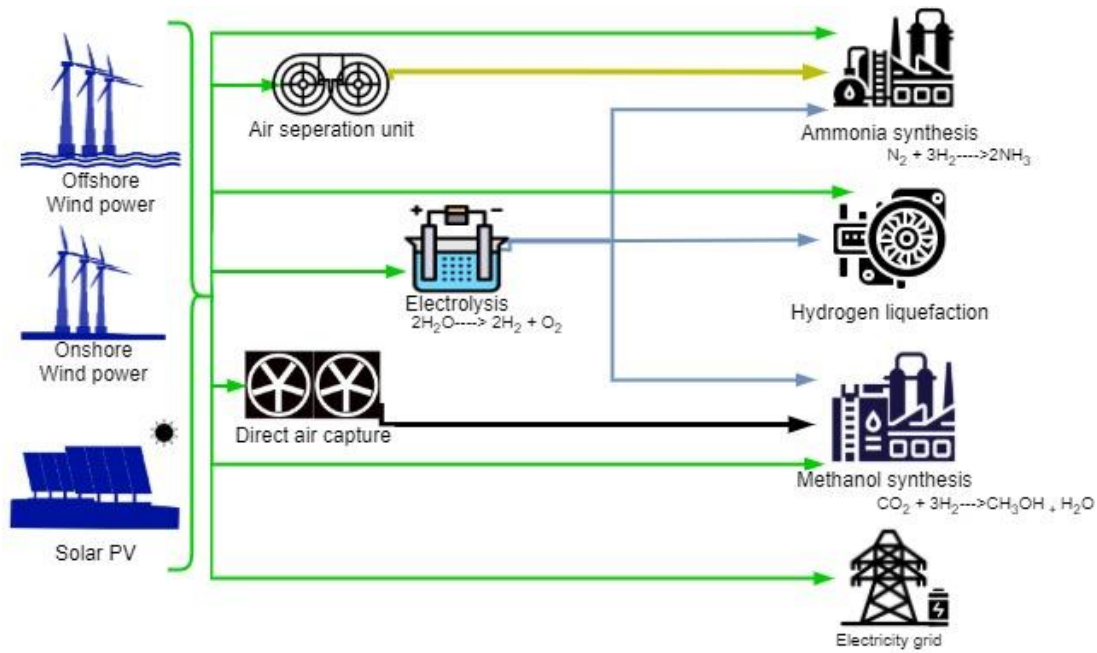 Offshore
Wind power
Onshore
Wind power
Solar PV
Air seperation unit
+ −
Electrolysis
2H₂O----> 2H₂ + O₂
Direct air capture
Ammonia synthesis
N₂ + 3H₂---->2NH₃
Hydrogen liquefaction
Methanol synthesis
CO₂ + 3H₂--->CH₃OH + H₂O
Electricity grid